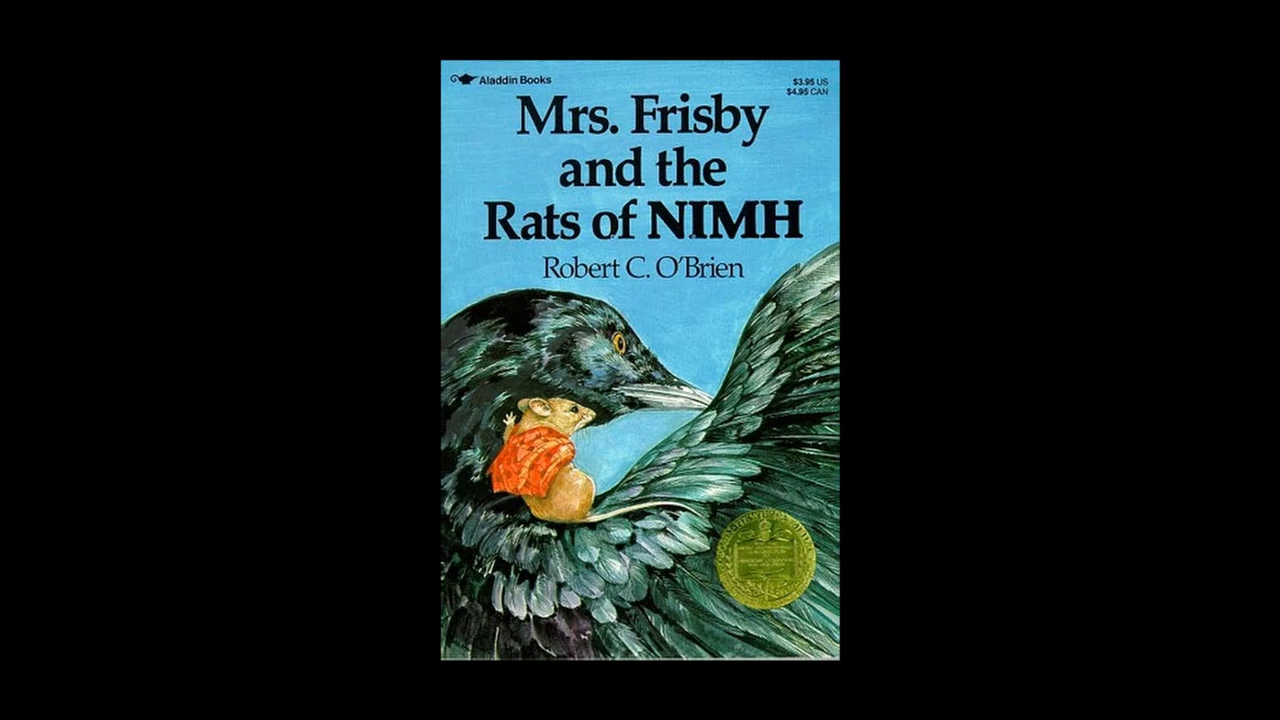 Aladdin Books
$3.95 US
$4.95 CAN
Mrs. Frisby
and the
Rats of NIMH
Robert C. O'Brien